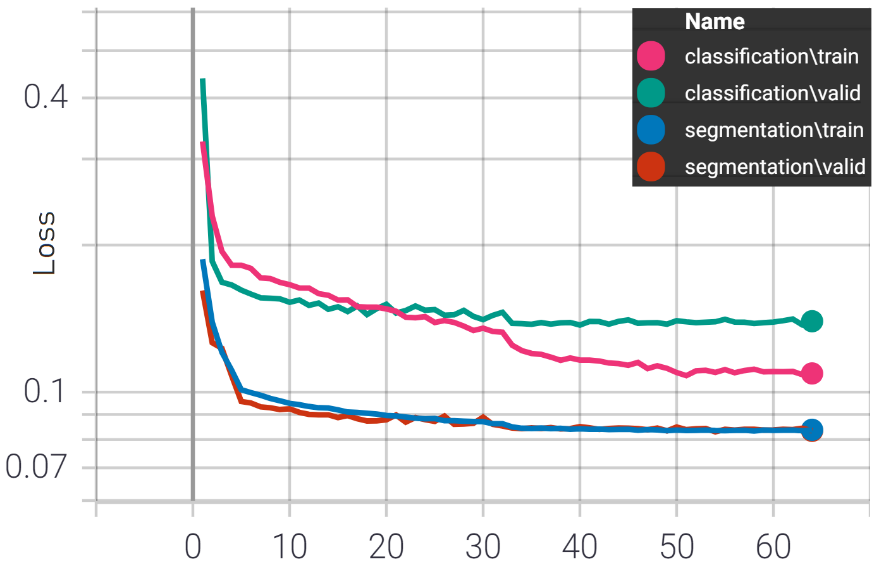 Name
classification\train
classification\valid
segmentation\train
segmentation\valid
0.4
Loss
0.1
0.07
0 10 20 30 40 50 60